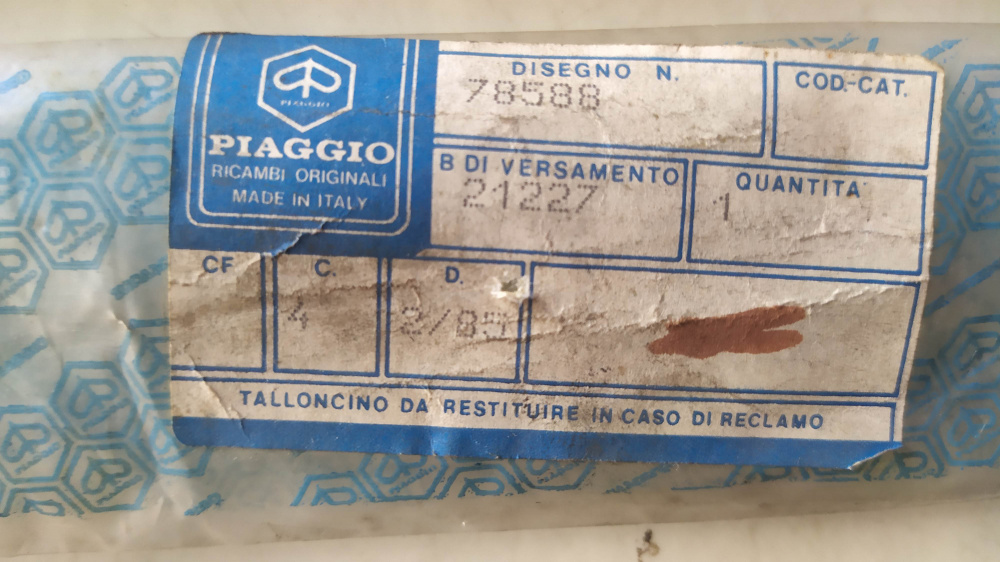 PIAGGIO
PIAGGIO
RICAMBI ORIGINALI
MADE IN ITALY
DISEGNO N.
78588
COD.-CAT.
B DI VERSAMENTO
21227
QUANTITA'
1
CF
C.
4
D.
2/85
TALLONCINO DA RESTITUIRE IN CASO DI RECLAMO